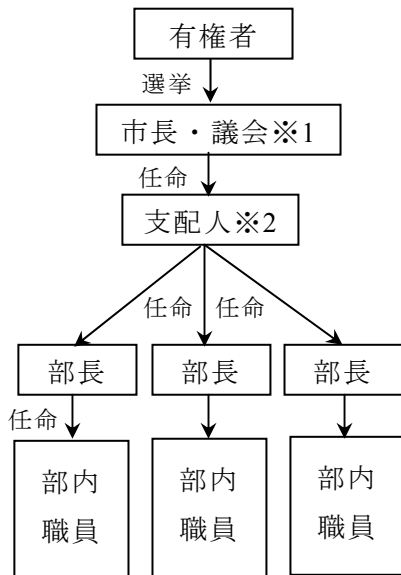 有権者
選挙
市長・議会※1
任命
支配人※2
任命 任命
部長 部長 部長
任命
部内 部内 部内
職員 職員 職員